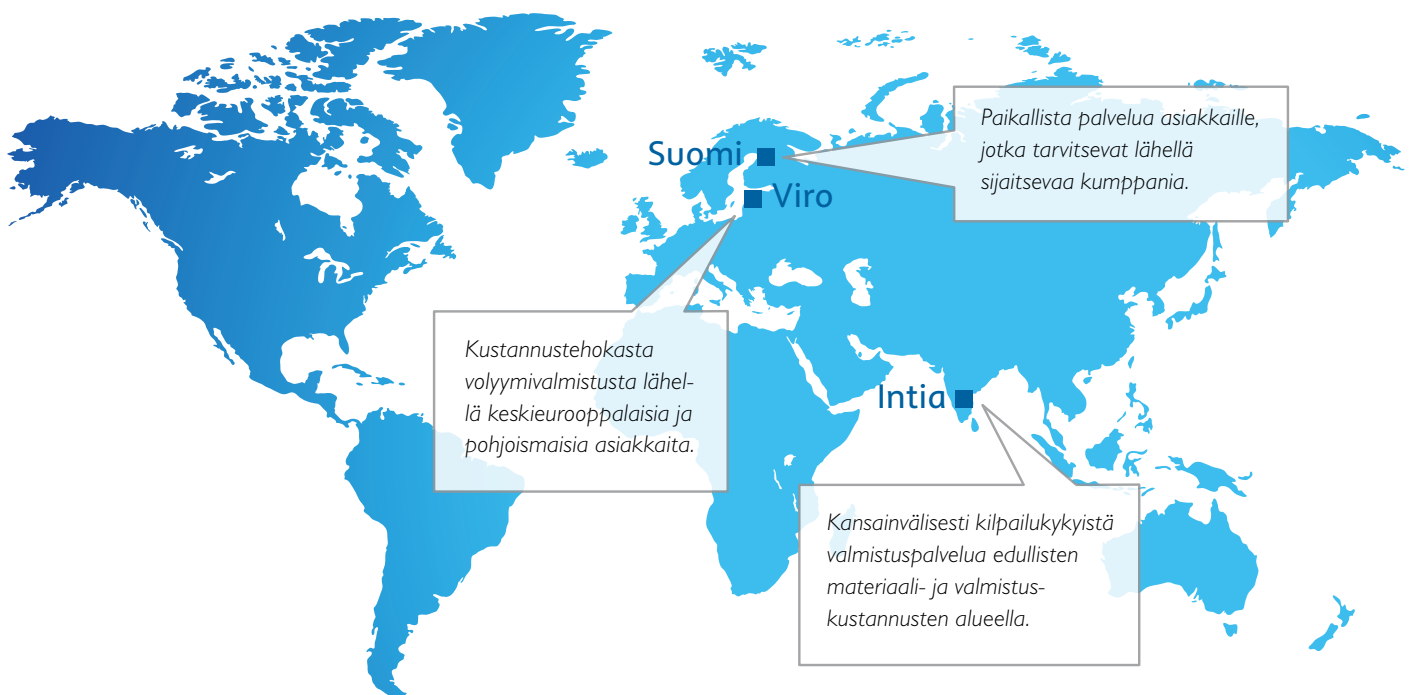 Suomi
Paikallista palvelua asiakkaille,
jotka tarvitsevat lähellä
sijaitsevaa kumppania.
Viro
Kustannustehokasta
volyymivalmistusta lähel-
lä keskieurooppalaisia ja
pohjoismaisia asiakkaita.
Intia
Kansainvälisesti kilpailukykyistä
valmistuspalvelua edullisten
materiaali- ja valmistus-
kustannusten alueella.